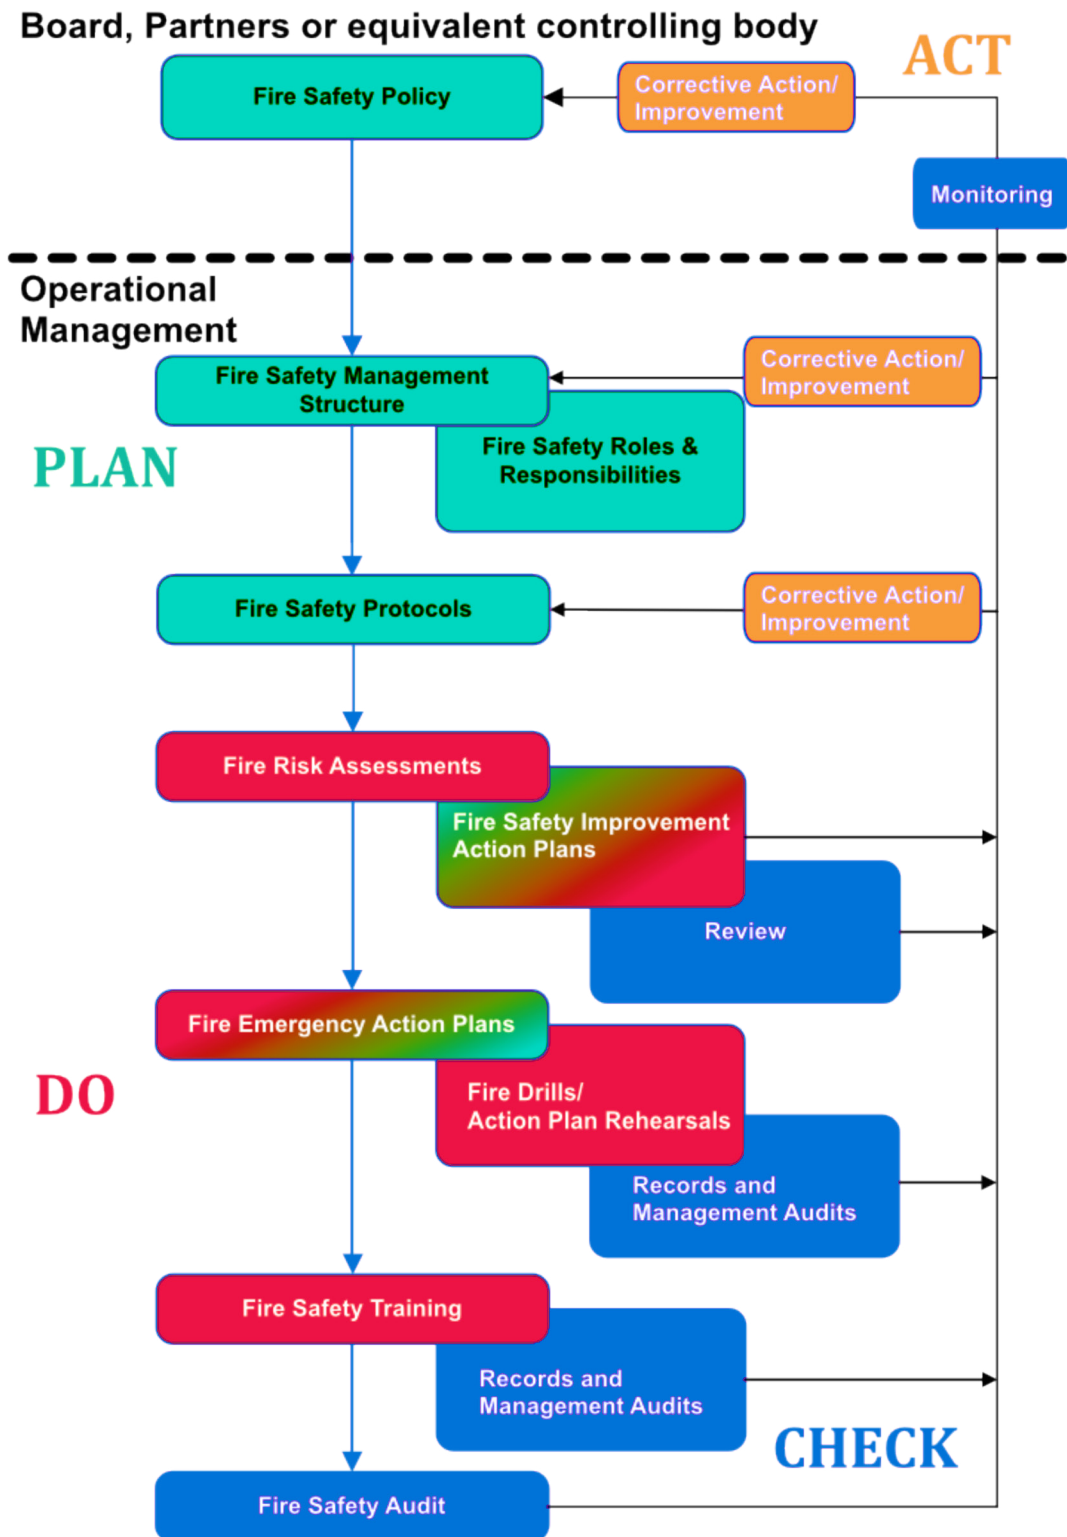 Board, Partners or equivalent controlling body
ACT
Fire Safety Policy
Corrective Action/
Improvement
Monitoring
Operational
Management
Fire Safety Management
Structure
Corrective Action/
Improvement
PLAN
Fire Safety Roles &
Responsibilities
Fire Safety Protocols
Corrective Action/
Improvement
Fire Risk Assessments
Fire Safety Improvement
Action Plans
Review
Fire Emergency Action Plans
DO
Fire Drills/
Action Plan Rehearsals
Records and
Management Audits
Fire Safety Training
Records and
Management Audits
CHECK
Fire Safety Audit